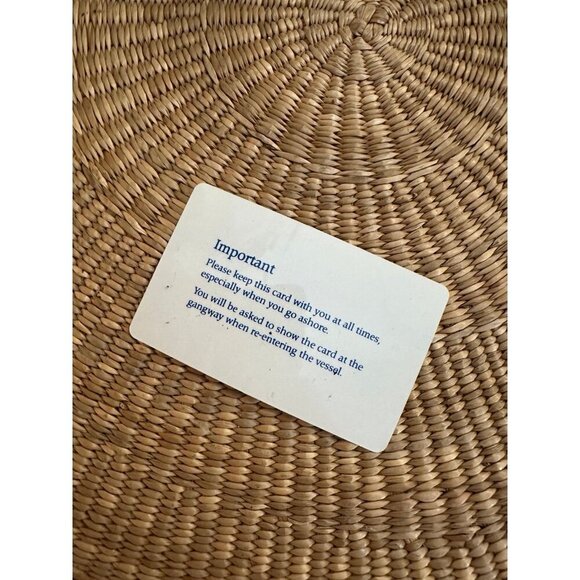 Important
Please keep this card with you at all times,
especially when you go ashore.
You will be asked to show the card at the
gangway when re-entering the vessel.